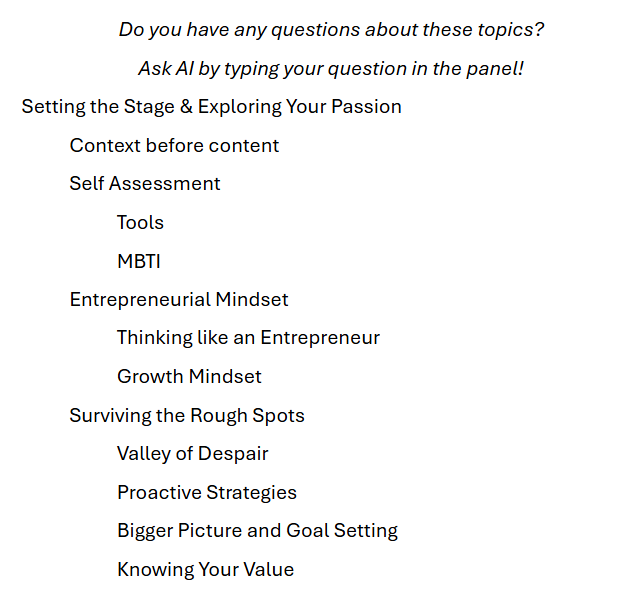 Do you have any questions about these topics?
Ask AI by typing your question in the panel!
Setting the Stage & Exploring Your Passion
Context before content
Self Assessment
Tools
MBTI
Entrepreneurial Mindset
Thinking like an Entrepreneur
Growth Mindset
Surviving the Rough Spots
Valley of Despair
Proactive Strategies
Bigger Picture and Goal Setting
Knowing Your Value